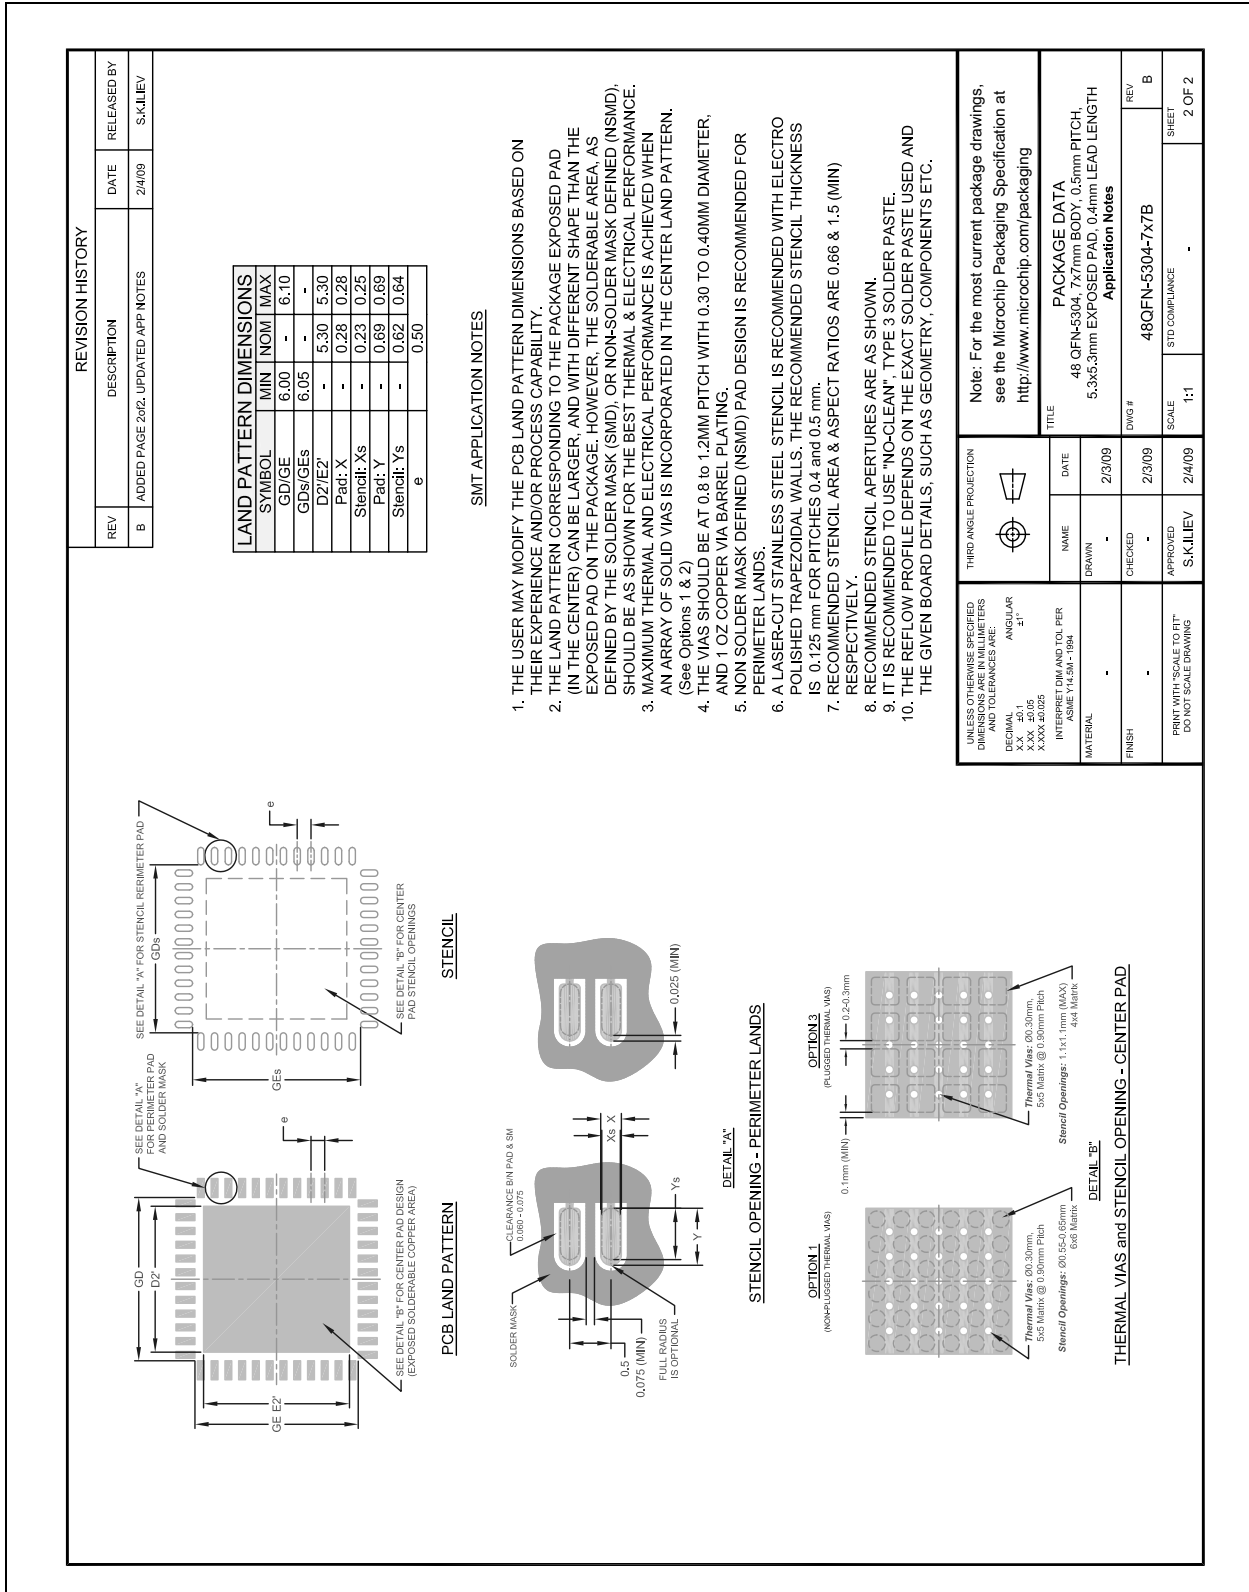 REVISION HISTORY
REV DESCRIPTION DATE RELEASED BY
B ADDED PAGE 2of2. UPDATED APP NOTES 2/4/09 S.K.ILIEV
GD
D2'
GE E2'
e
SEE DETAIL "A"
FOR PERIMETER PAD
AND SOLDER MASK
SEE DETAIL "B" FOR CENTER PAD DESIGN
(EXPOSED SOLDERABLE COPPER AREA)
PCB LAND PATTERN
SEE DETAIL "A" FOR STENCIL RERIMETER PAD
GDs
GEs
e
SEE DETAIL "B" FOR CENTER
PAD STENCIL OPENINGS
STENCIL
LAND PATTERN DIMENSIONS
SYMBOL MIN NOM MAX
GD/GE 6.00 - 6.10
GDs/GEs 6.05 - -
D2'/E2' - 5.30 5.30
Pad: X - 0.28 0.28
Stencil: Xs - 0.23 0.25
Pad: Y - 0.69 0.69
Stencil: Ys - 0.62 0.64
e 0.50
SMT APPLICATION NOTES
1. THE USER MAY MODIFY THE PCB LAND PATTERN DIMENSIONS BASED ON
THEIR EXPERIENCE AND/OR PROCESS CAPABILITY.
2. THE LAND PATTERN CORRESPONDING TO THE PACKAGE EXPOSED PAD
(IN THE CENTER) CAN BE LARGER, AND WITH DIFFERENT SHAPE THAN THE
EXPOSED PAD ON THE PACKAGE. HOWEVER, THE SOLDERABLE AREA, AS
DEFINED BY THE SOLDER MASK (SMD), OR NON-SOLDER MASK DEFINED (NSMD),
SHOULD BE AS SHOWN FOR THE BEST THERMAL & ELECTRICAL PERFORMANCE.
3. MAXIMUM THERMAL AND ELECTRICAL PERFORMANCE IS ACHIEVED WHEN
AN ARRAY OF SOLID VIAS IS INCORPORATED IN THE CENTER LAND PATTERN.
(See Options 1 & 2)
4. THE VIAS SHOULD BE AT 0.8 to 1.2MM PITCH WITH 0.30 TO 0.40MM DIAMETER,
AND 1 OZ COPPER VIA BARREL PLATING.
5. NON SOLDER MASK DEFINED (NSMD) PAD DESIGN IS RECOMMENDED FOR
PERIMETER LANDS.
6. A LASER-CUT STAINLESS STEEL STENCIL IS RECOMMENDED WITH ELECTRO
POLISHED TRAPEZOIDAL WALLS. THE RECOMMENDED STENCIL THICKNESS
IS 0.125 mm FOR PITCHES 0.4 and 0.5 mm.
7. RECOMMENDED STENCIL AREA & ASPECT RATIOS ARE 0.66 & 1.5 (MIN)
RESPECTIVELY.
8. RECOMMENDED STENCIL APERTURES ARE AS SHOWN.
9. IT IS RECOMMENDED TO USE "NO-CLEAN", TYPE 3 SOLDER PASTE.
10. THE REFLOW PROFILE DEPENDS ON THE EXACT SOLDER PASTE USED AND
THE GIVEN BOARD DETAILS, SUCH AS GEOMETRY, COMPONENTS ETC.
SOLDER MASK
CLEARANCE B/N PAD & SM
0.060 - 0.075
0.5
0.075 (MIN)
FULL RADIUS
IS OPTIONAL
Y
Ys
Xs X
0.025 (MIN)
DETAIL "A"
STENCIL OPENING - PERIMETER LANDS
OPTION 1
(NON-PLUGGED THERMAL VIAS)
Thermal Vias: Ø0.30mm,
5x5 Matrix @ 0.90mm Pitch
Stencil Openings: Ø0.55-0.65mm
6x6 Matrix
OPTION 3
(PLUGGED THERMAL VIAS)
0.1mm (MIN)
0.2-0.3mm
Thermal Vias: Ø0.30mm,
5x5 Matrix @ 0.90mm Pitch
Stencil Openings: 1.1x1.1mm (MAX)
4x4 Matrix
DETAIL "B"
THERMAL VIAS and STENCIL OPENING - CENTER PAD
UNLESS OTHERWISE SPECIFIED
DIMENSIONS ARE IN MILLIMETERS
AND TOLERANCES ARE:
DECIMAL ANGULAR
X.X ±0.1 ±1°
X.XX ±0.05
X.XXX ±0.025
INTERPRET DIM AND TOL PER
ASME Y14.5M - 1994
MATERIAL
-
FINISH
-
PRINT WITH "SCALE TO FIT"
DO NOT SCALE DRAWING
THIRD ANGLE PROJECTION
NAME DATE
DRAWN
- 2/3/09
CHECKED
- 2/3/09
APPROVED
S.K.ILIEV 2/4/09
Note: For the most current package drawings,
see the Microchip Packaging Specification at
http://www.microchip.com/packaging
TITLE
PACKAGE DATA
48 QFN-5304, 7x7mm BODY, 0.5mm PITCH,
5.3x5.3mm EXPOSED PAD, 0.4mm LEAD LENGTH
Application Notes
DWG # REV
48QFN-5304-7x7B B
SCALE STD COMPLIANCE SHEET
1:1 - 2 OF 2